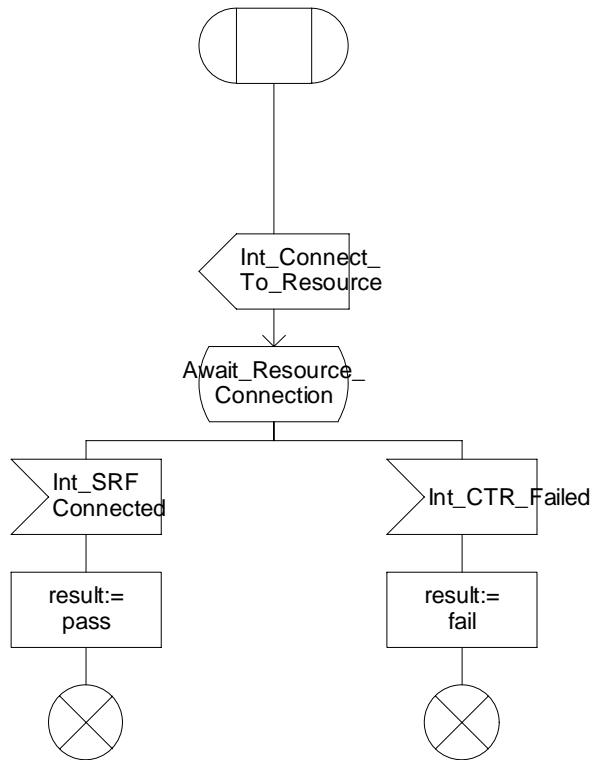 Int_Connect_
To_Resource
Await_Resource_
Connection
Int_SRF
Connected
Int_CTR_Failed
result:=
pass
result:=
fail